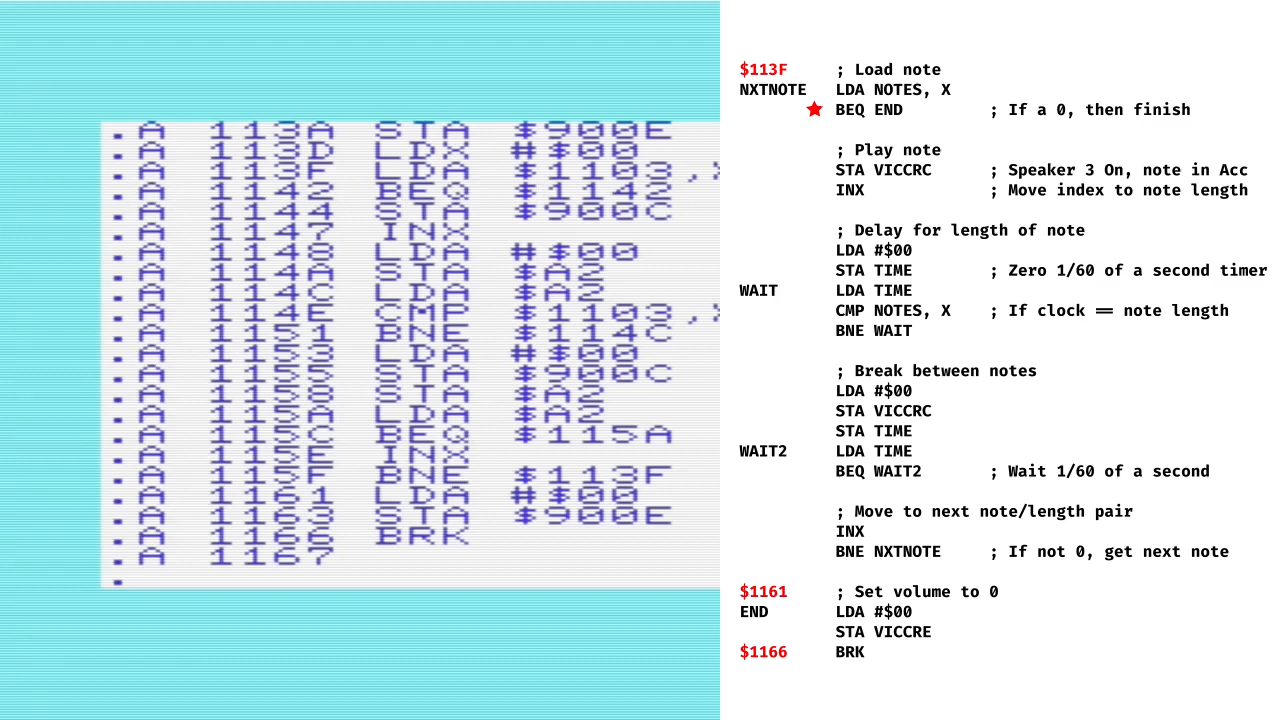 . A 113A STA $900E
. A 113D LDX #$00
. A 113F LDA $1103,X
. A 1142 BEQ $1142
. A 1144 STA $900C
. A 1147 INX
. A 1148 LDA #$00
. A 114A STA $A2
. A 114C LDA $A2
. A 114E CMP $1103,X
. A 1151 BNE $114C
. A 1153 LDA #$00
. A 1155 STA $900C
. A 1158 STA $A2
. A 115A LDA $A2
. A 115C BEQ $115A
. A 115E INX
. A 115F BNE $113F
. A 1161 LDA #$00
. A 1163 STA $900E
. A 1166 BRK
. A 1167
.
$113F ; Load note
NXTNOTE LDA NOTES, X
★ BEQ END ; If a 0, then finish
; Play note
STA VICCRC ; Speaker 3 On, note in Acc
INX ; Move index to note length
; Delay for length of note
LDA #$00
STA TIME ; Zero 1/60 of a second timer
WAIT LDA TIME
CMP NOTES, X ; If clock == note length
BNE WAIT
; Break between notes
LDA #$00
STA VICCRC
STA TIME
WAIT2 LDA TIME
BEQ WAIT2 ; Wait 1/60 of a second
; Move to next note/length pair
INX
BNE NXTNOTE ; If not 0, get next note
$1161 ; Set volume to 0
END LDA #$00
STA VICCRE
$1166 BRK